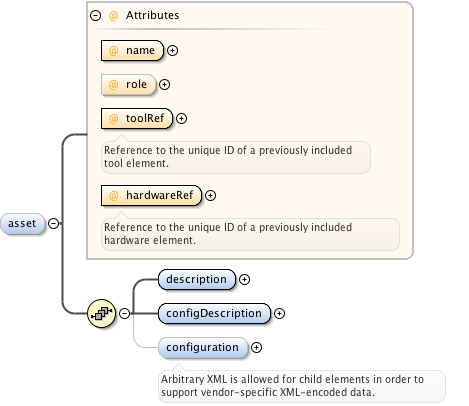 @ Attributes
@ name
@ role
@ toolRef
Reference to the unique ID of a previously included
tool element.
@ hardwareRef
Reference to the unique ID of a previously included
hardware element.
asset
description
configDescription
configuration
Arbitrary XML is allowed for child elements in order to
support vendor-specific XML-encoded data.